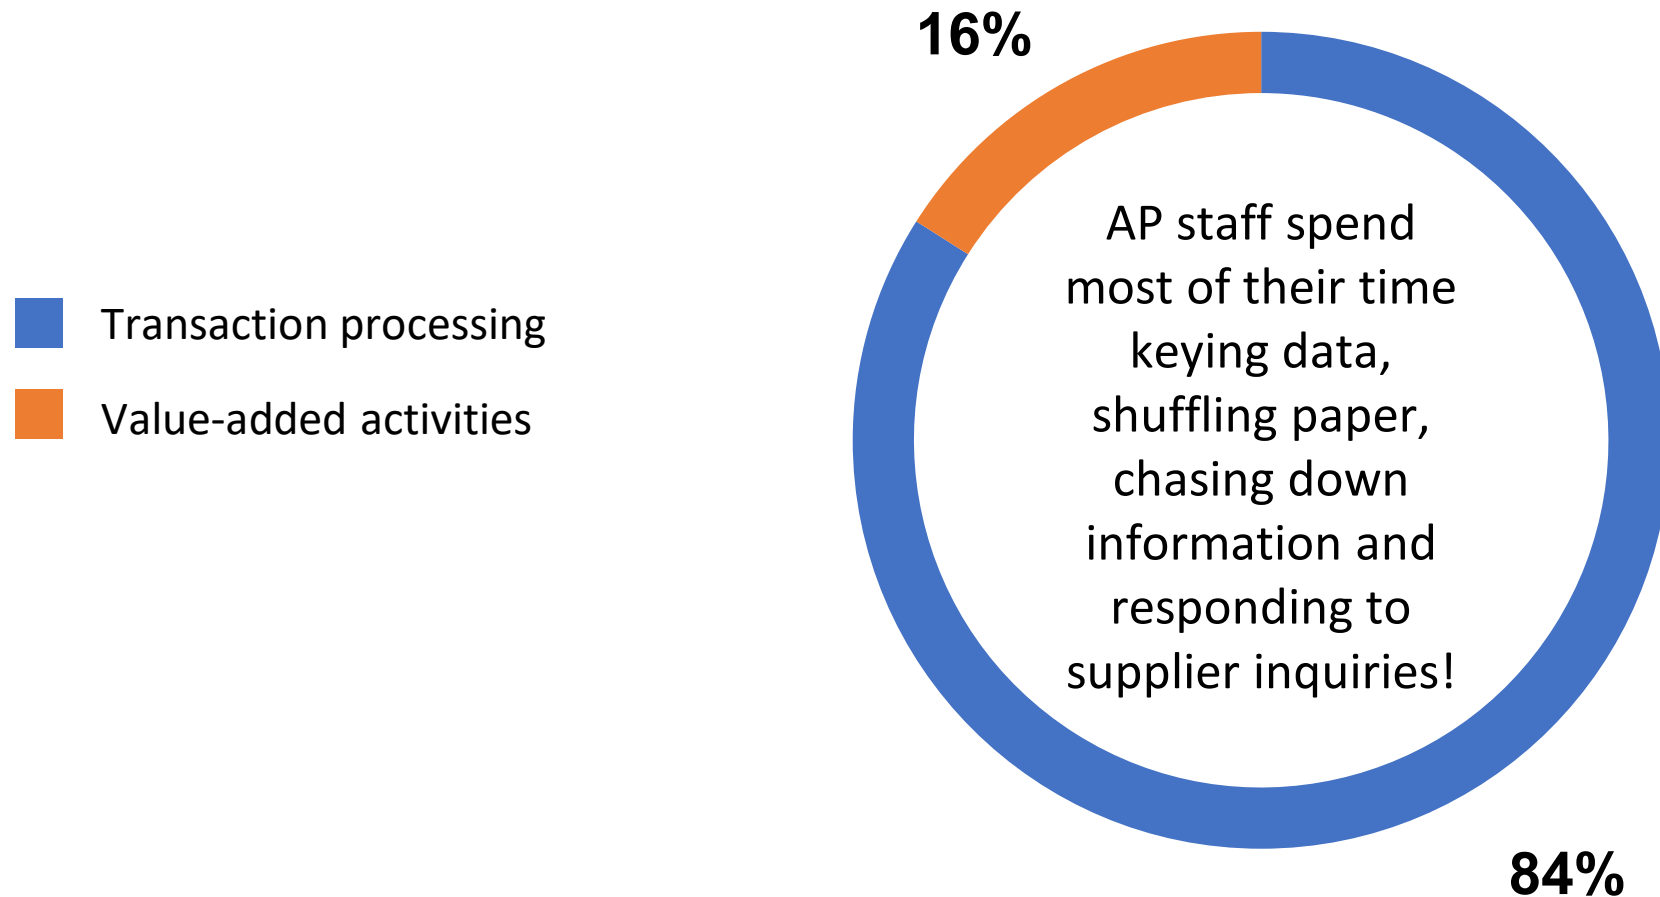 16%
AP staff spend
most of their time
keying data,
shuffling paper,
chasing down
information and
responding to
supplier inquiries!
Transaction processing
Value-added activities
84%